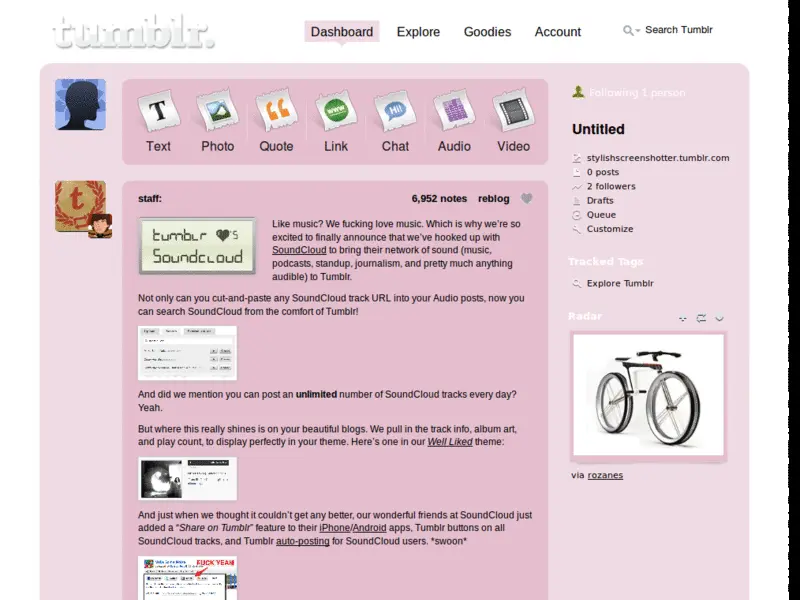 tumblr.
Dashboard
Explore
Goodies
Account
Search Tumblr
T
www
Hi!
Text
Photo
Quote
Link
Chat
Audio
Video
t
staff:
6,952 notes
reblog
tumblr ♥'s
Soundcloud
Like music? We fucking love music. Which is why we're so
excited to finally announce that we've hooked up with
SoundCloud to bring their network of sound (music,
podcasts, standup, journalism, and pretty much anything
audible) to Tumblr.
Not only can you cut-and-paste any SoundCloud track URL into your Audio posts, now you
can search SoundCloud from the comfort of Tumblr!
And did we mention you can post an unlimited number of SoundCloud tracks every day?
Yeah.
But where this really shines is on your beautiful blogs. We pull in the track info, album art,
and play count, to display perfectly in your theme. Here's one in our Well Liked theme:
And just when we thought it couldn't get any better, our wonderful friends at SoundCloud just
added a "Share on Tumblr" feature to their iPhone/Android apps, Tumblr buttons on all
SoundCloud tracks, and Tumblr auto-posting for SoundCloud users. *swoon*
FUCK YEAH!
Following 1 person
Untitled
stylishscreenshotter.tumblr.com
0 posts
2 followers
Drafts
Queue
Customize
Tracked Tags
Explore Tumblr
Radar
via rozanes